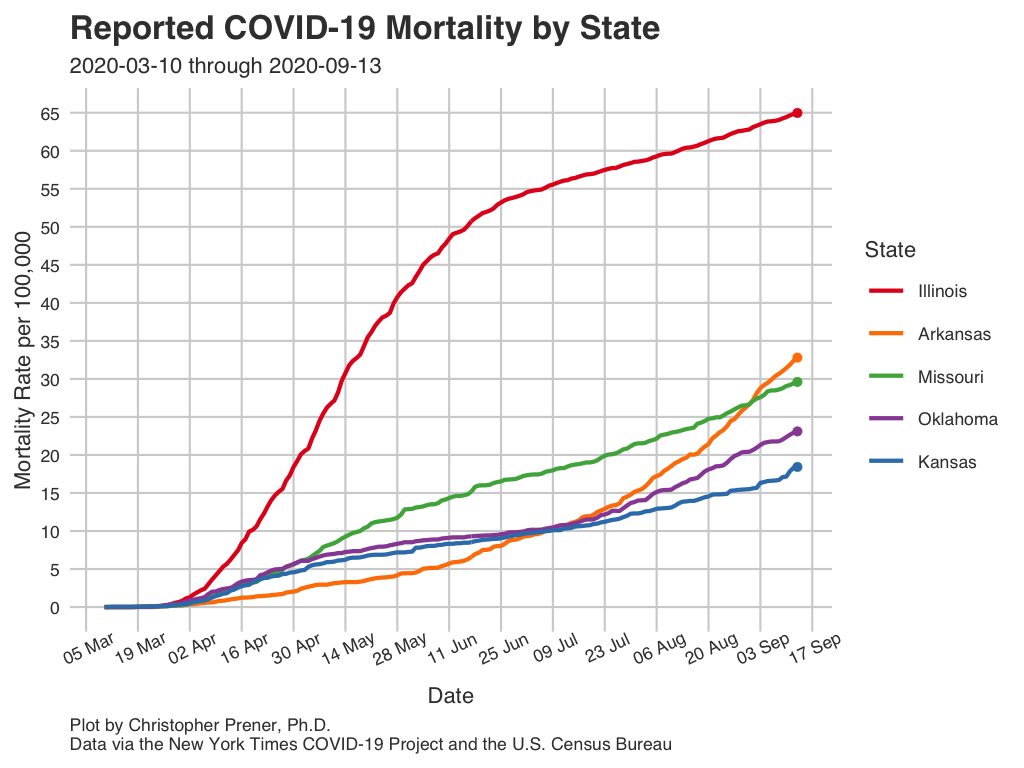 Reported COVID-19 Mortality by State
2020-03-10 through 2020-09-13
65
60
55
50
45
40
35
30
25
20
15
10
5
0
Mortality Rate per 100,000
05 Mar
19 Mar
02 Apr
16 Apr
30 Apr
14 May
28 May
11 Jun
25 Jun
09 Jul
23 Jul
06 Aug
20 Aug
03 Sep
17 Sep
Date
State
Illinois
Arkansas
Missouri
Oklahoma
Kansas
Plot by Christopher Prener, Ph.D.
Data via the New York Times COVID-19 Project and the U.S. Census Bureau